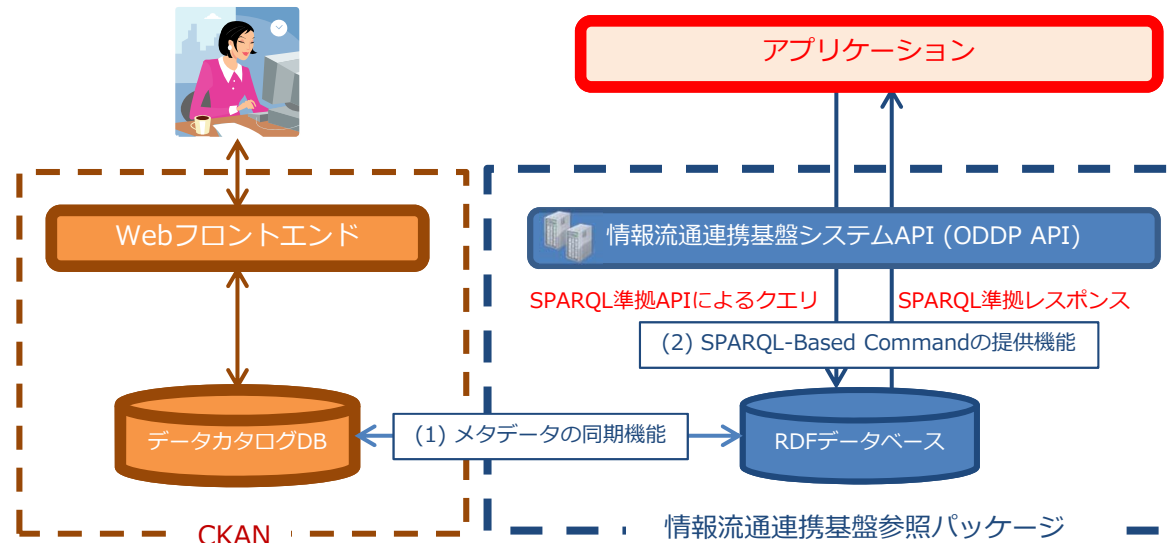 アプリケーション
Webフロントエンド
情報流通連携基盤システムAPI (ODDP API)
SPARQL準拠APIによるクエリ
SPARQL準拠レスポンス
(2) SPARQL-Based Commandの提供機能
データカタログDB
(1) メタデータの同期機能
RDFデータベース
CKAN
情報流通連携基盤参照パッケージ